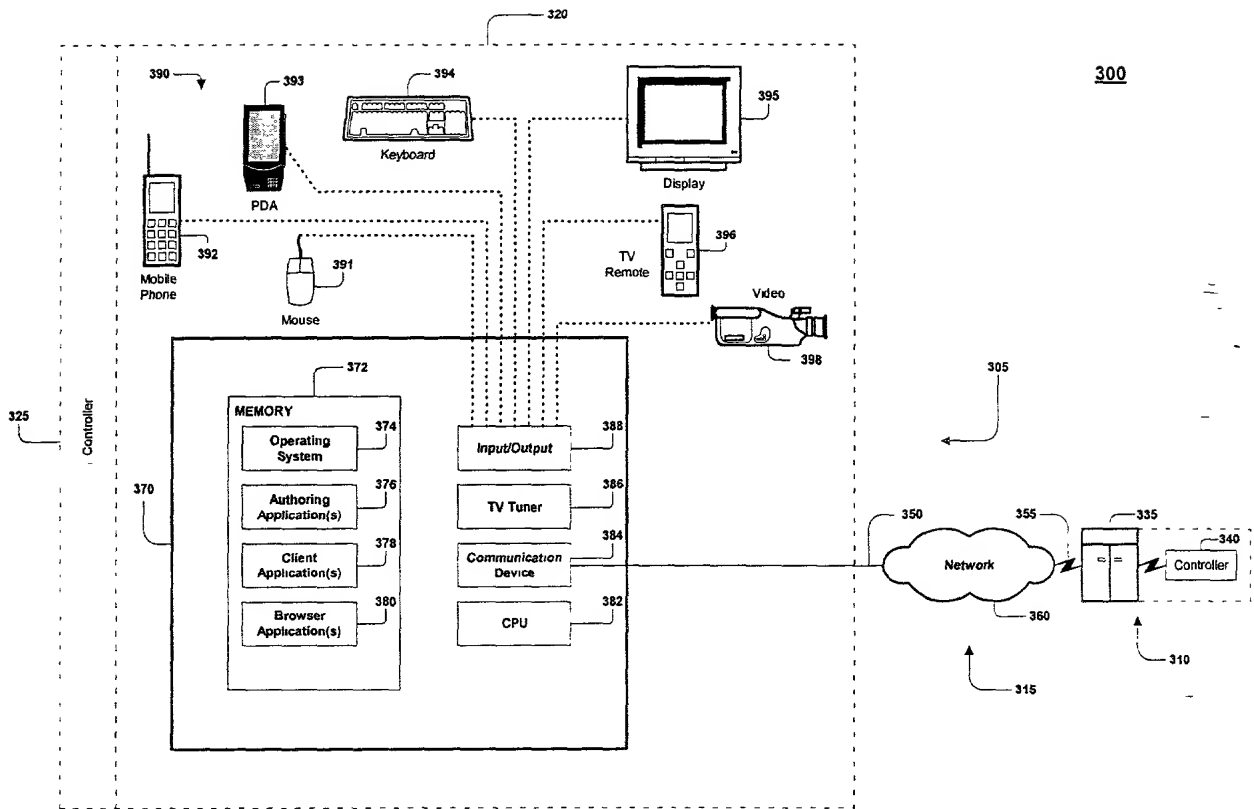 320
300
390
393
394
395
Keyboard
Display
PDA
392
396
391
TV
Remote
Mobile
Phone
Mouse
Video
398
372
305
325
Controller
MEMORY
374
Operating
System
388
Input/Output
370
376
Authoring
Application(s)
386
TV Tuner
378
Client
Application(s)
384
Communication
Device
350
355
335
340
Network
Controller
380
Browser
Application(s)
382
CPU
360
310
315